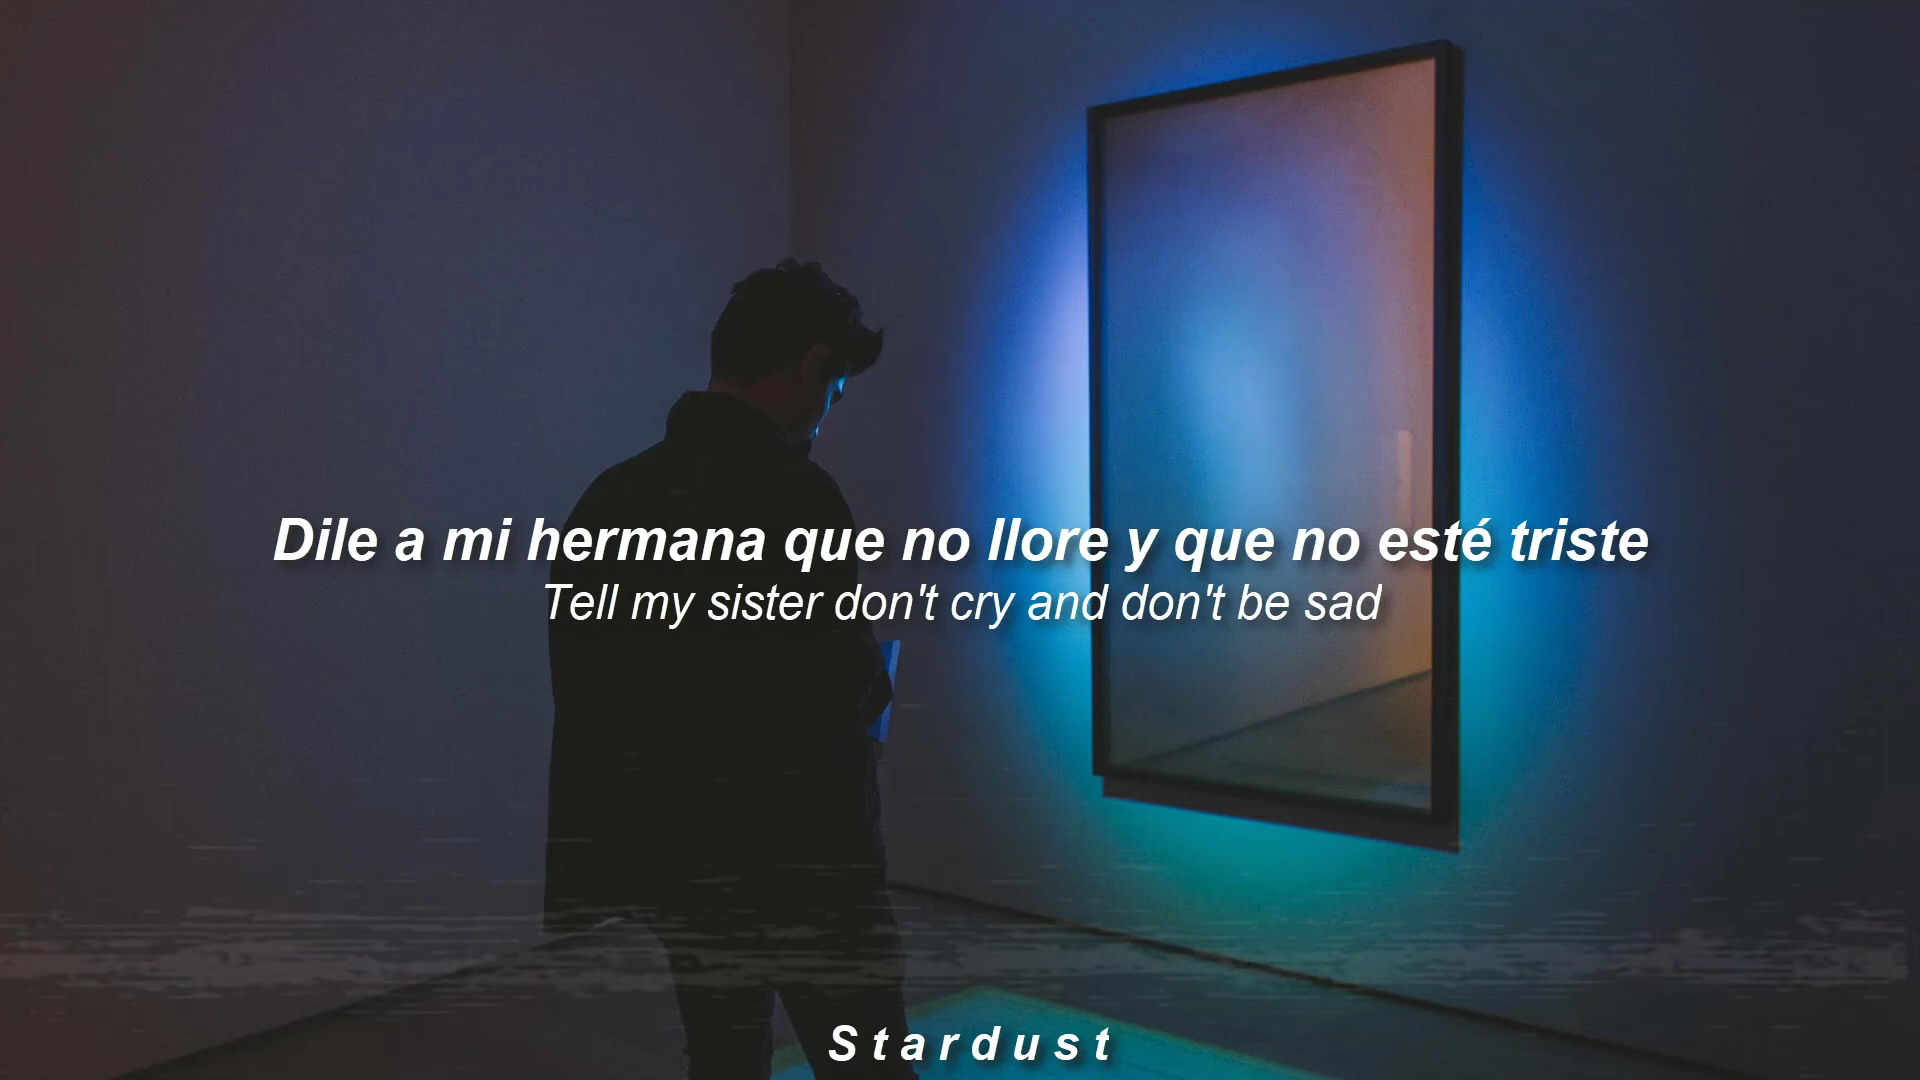 Dile a mi hermana que no llore y que no esté triste
Tell my sister don't cry and don't be sad
Stardust